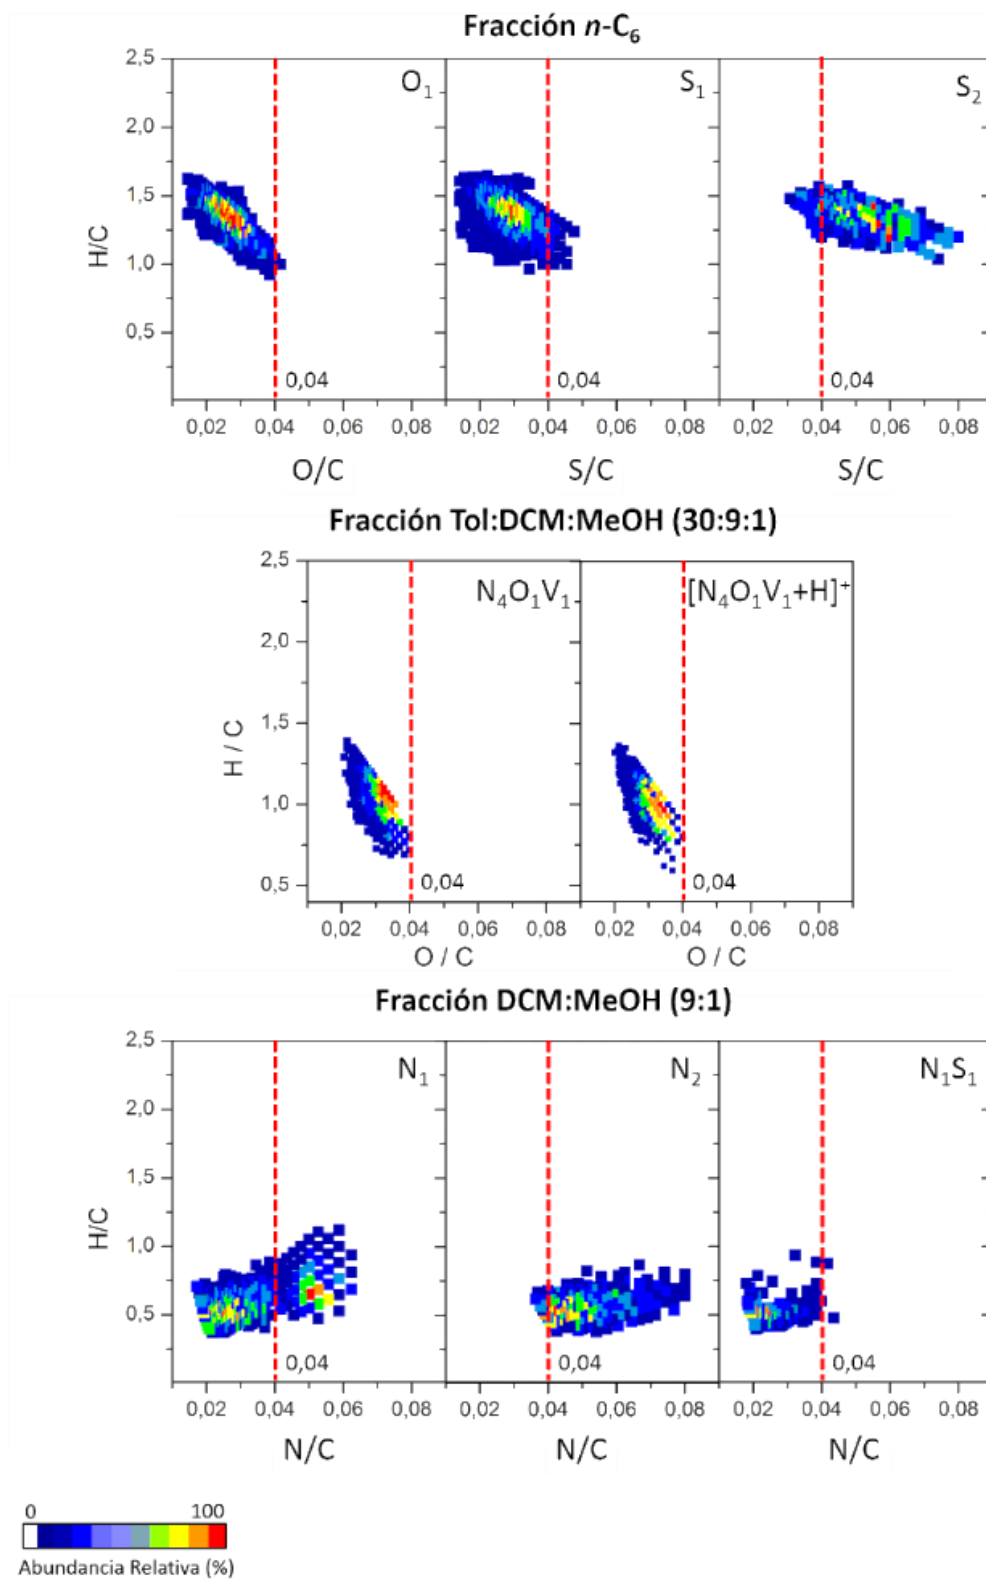 Fracción n-C6
2,5
2,0
1,5
1,0
0,5
H/C
O1
S1
S2
0,04
0,04
0,04
0,02 0,04 0,06 0,08
0,02 0,04 0,06 0,08
0,02 0,04 0,06 0,08
O/C
S/C
S/C
Fracción Tol:DCM:MeOH (30:9:1)
2,5
2,0
1,5
1,0
0,5
H / C
N4O1V1
[N4O1V1+H]+
0,04
0,04
0,02 0,04 0,06 0,08
0,02 0,04 0,06 0,08
O / C
O / C
Fracción DCM:MeOH (9:1)
2,5
2,0
1,5
1,0
0,5
H/C
N1
N2
N1S1
0,04
0,04
0,04
0,02 0,04 0,06 0,08
0,02 0,04 0,06 0,08
0,02 0,04 0,06 0,08
N/C
N/C
N/C
0 100
Abundancia Relativa (%)